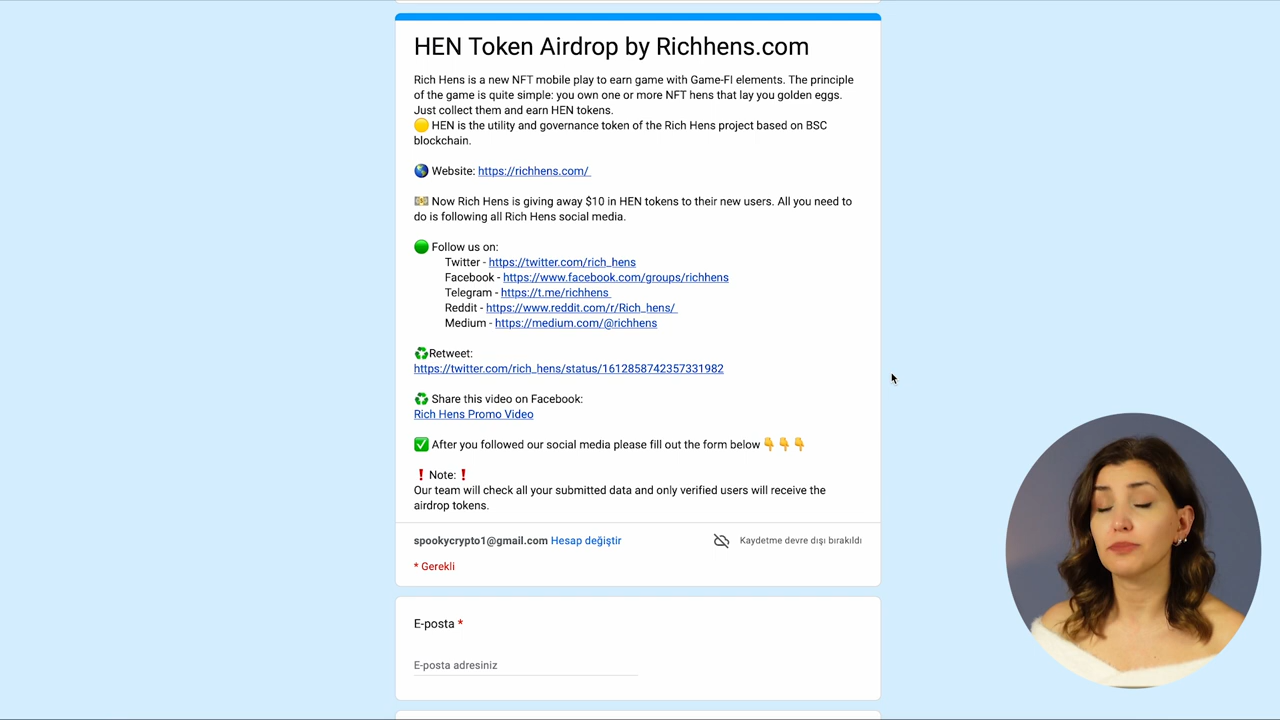 HEN Token Airdrop by Richhens.com
Rich Hens is a new NFT mobile play to earn game with Game-FI elements. The principle
of the game is quite simple: you own one or more NFT hens that lay you golden eggs.
Just collect them and earn HEN tokens.
🟡 HEN is the utility and governance token of the Rich Hens project based on BSC
blockchain.
🌎 Website: https://richhens.com/
💵 Now Rich Hens is giving away $10 in HEN tokens to their new users. All you need to
do is following all Rich Hens social media.
🟢 Follow us on:
Twitter - https://twitter.com/rich_hens
Facebook - https://www.facebook.com/groups/richhens
Telegram - https://t.me/richhens
Reddit - https://www.reddit.com/r/Rich_hens/
Medium - https://medium.com/@richhens
♻️Retweet:
https://twitter.com/rich_hens/status/1612858742357331982
♻️ Share this video on Facebook:
Rich Hens Promo Video
✅ After you followed our social media please fill out the form below 👇👇👇
❗ Note: ❗
Our team will check all your submitted data and only verified users will receive the
airdrop tokens.
spookycrypto1@gmail.com Hesap değiştir
Kaydetme devre dışı bırakıldı
* Gerekli
E-posta *
E-posta adresiniz